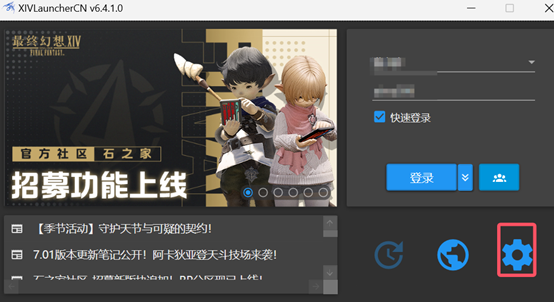 XIVLauncherCN v6.4.1.0
最终幻想XIV
FINAL FANTASY
官方社区 石之家
招募功能上线
快速登录
登录
【季节活动】守护天节与可疑的契约！
7.01版本更新笔记公开！阿卡狄亚登天斗技场来袭！